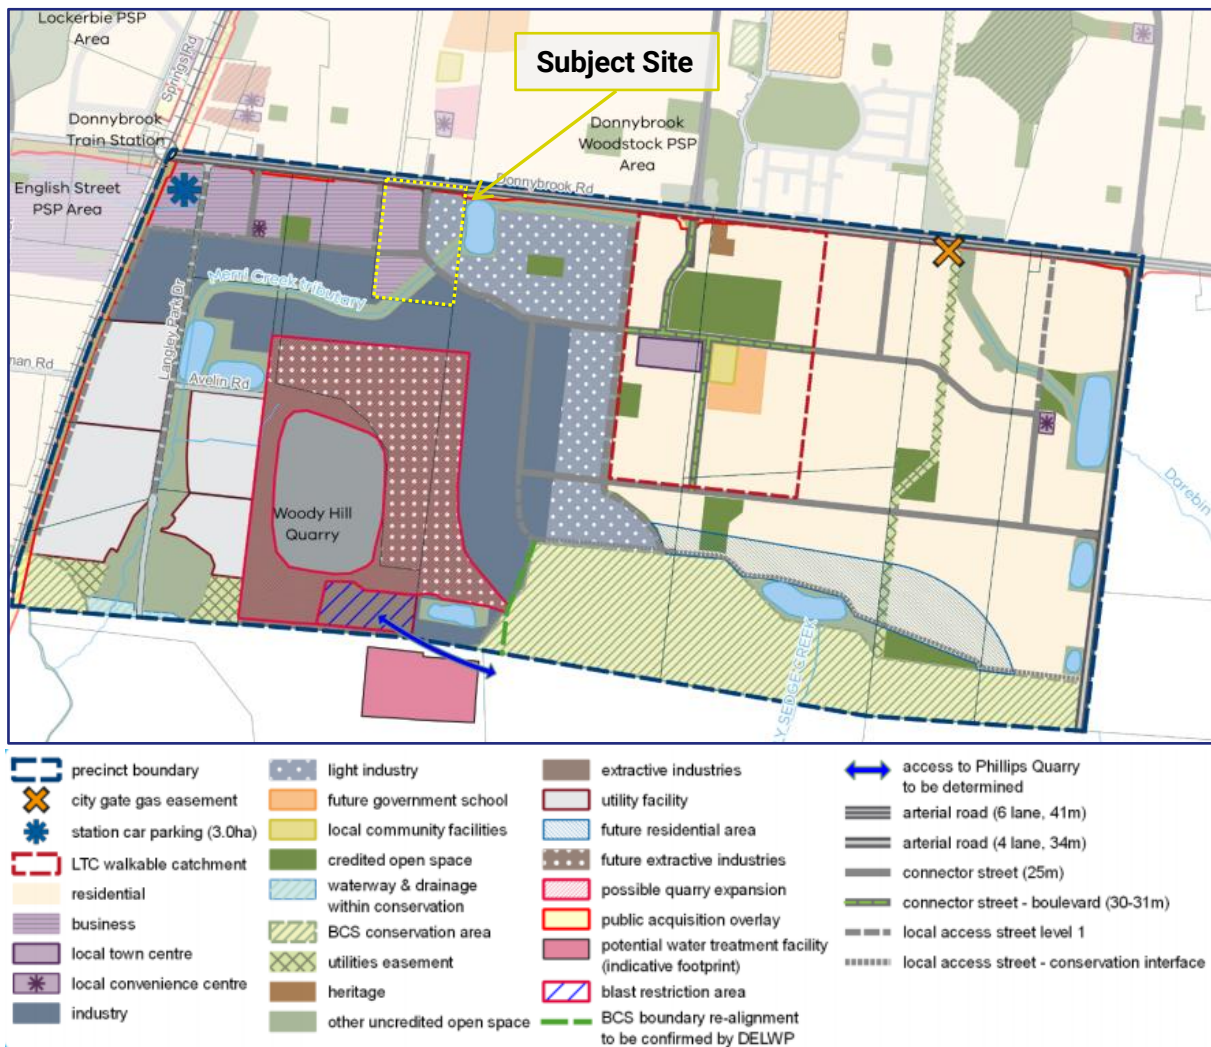 Lockerbie PSP
Area
Springs Rd
Subject Site
Donnybrook
Train Station
Donnybrook
Woodstock PSP
Area
English Street
PSP Area
Donnybrook Rd
Merri Creek tributary
Langley Park Dr
nan Rd
Avelin Rd
Woody Hill
Quarry
Darebin
LY SEDGE CREEK
precinct boundary
city gate gas easement
station car parking (3.0ha)
LTC walkable catchment
residential
business
local town centre
local convenience centre
industry
light industry
future government school
local community facilities
credited open space
waterway & drainage
within conservation
BCS conservation area
utilities easement
heritage
other uncredited open space
extractive industries
utility facility
future residential area
future extractive industries
possible quarry expansion
public acquisition overlay
potential water treatment facility
(indicative footprint)
blast restriction area
BCS boundary re-alignment
to be confirmed by DELWP
access to Phillips Quarry
to be determined
arterial road (6 lane, 41m)
arterial road (4 lane, 34m)
connector street (25m)
connector street - boulevard (30-31m)
local access street level 1
local access street - conservation interface